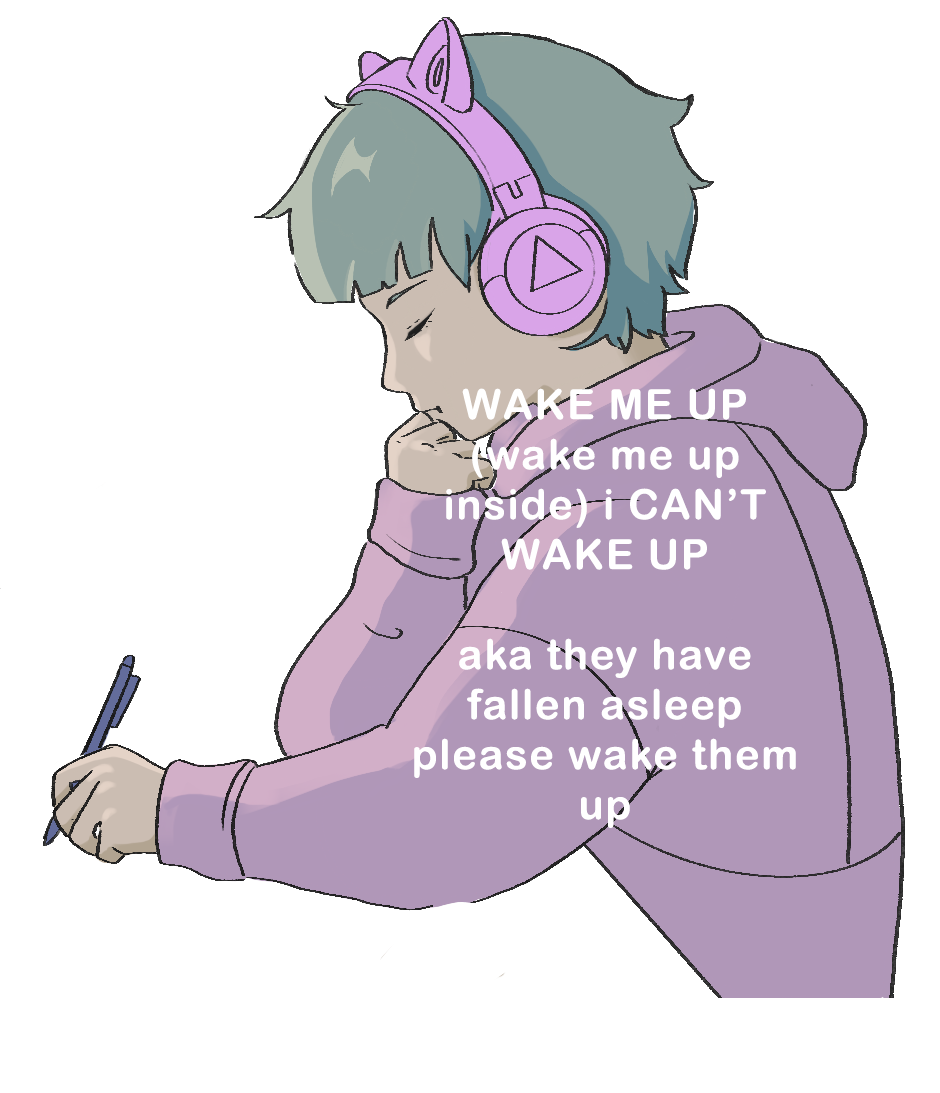 WAKE ME UP
(wake me up
inside) i CAN’T
WAKE UP
aka they have
fallen asleep
please wake them
up